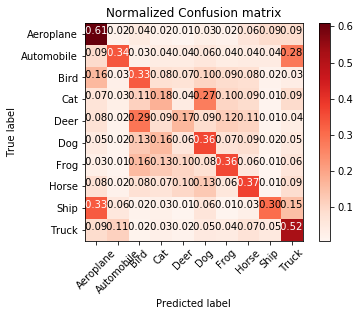 Normalized Confusion matrix
Aeroplane 0.61 0.02 0.04 0.02 0.01 0.03 0.02 0.06 0.09 0.09
Automobile 0.09 0.34 0.03 0.04 0.04 0.06 0.04 0.04 0.04 0.28
Bird 0.16 0.03 0.33 0.08 0.07 0.10 0.09 0.08 0.02 0.04
Cat 0.07 0.03 0.11 0.18 0.04 0.27 0.10 0.09 0.01 0.09
Deer 0.08 0.02 0.29 0.09 0.17 0.09 0.12 0.11 0.01 0.04
Dog 0.05 0.02 0.13 0.16 0.06 0.36 0.07 0.09 0.02 0.05
Frog 0.03 0.01 0.16 0.13 0.10 0.08 0.36 0.06 0.01 0.06
Horse 0.08 0.02 0.08 0.07 0.10 0.13 0.06 0.37 0.01 0.09
Ship 0.33 0.06 0.02 0.03 0.01 0.06 0.01 0.03 0.30 0.15
Truck 0.09 0.11 0.02 0.03 0.02 0.05 0.04 0.07 0.05 0.52
True label
Aeroplane
Automobile
Bird
Cat
Deer
Dog
Frog
Horse
Ship
Truck
Predicted label
0.6
0.5
0.4
0.3
0.2
0.1